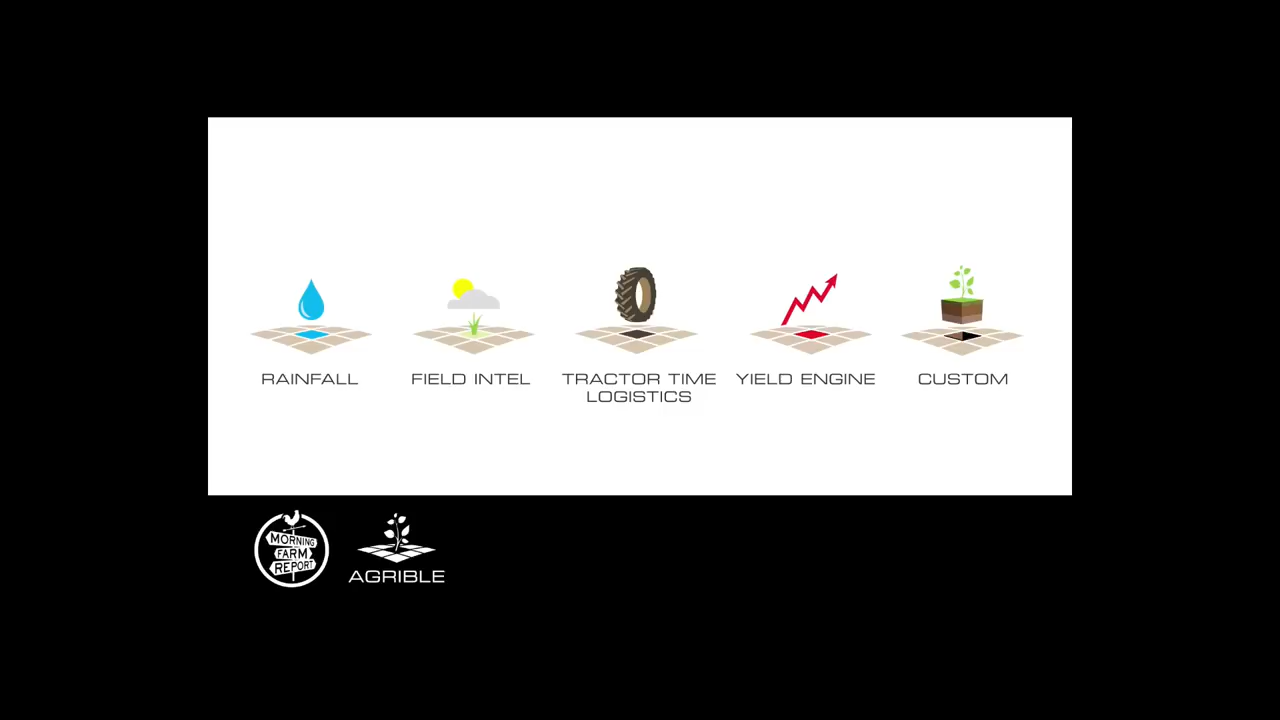 RAINFALL
FIELD INTEL
TRACTOR TIME
LOGISTICS
YIELD ENGINE
CUSTOM
MORNING
FARM
REPORT
AGRIBLE